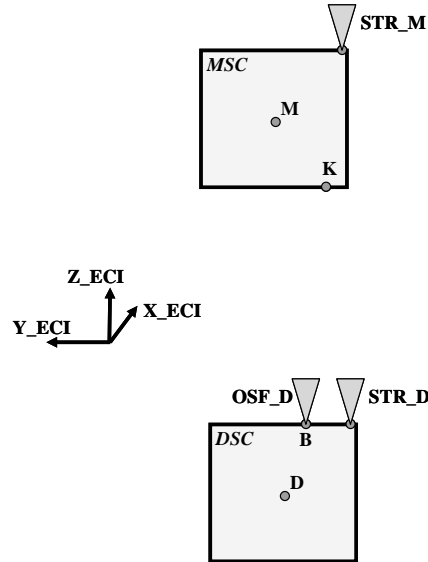 STR_M
MSC
M
K
Z_ECI
X_ECI
Y_ECI
OSF_D
STR_D
DSC
B
D